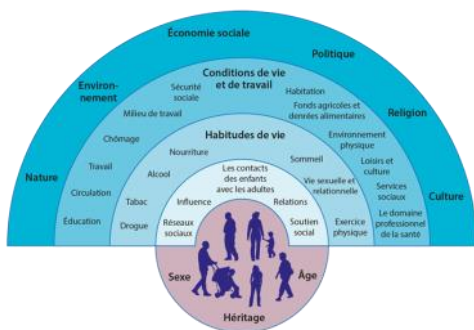 Économie sociale
Politique
Environ-
nement
Religion
Nature
Culture
Conditions de vie
et de travail
Sécurité
sociale
Habitation
Milieu de travail
Fonds agricoles et
denrées alimentaires
Chômage
Environnement
physique
Travail
Loisirs et
culture
Circulation
Services
sociaux
Éducation
Le domaine
professionnel
de la santé
Habitudes de vie
Nourriture
Sommeil
Alcool
Vie sexuelle et
relationnelle
Tabac
Drogue
Exercice
physique
Les contacts
des enfants
avec les adultes
Influence
Relations
Réseaux
sociaux
Soutien
social
Sexe
Âge
Héritage